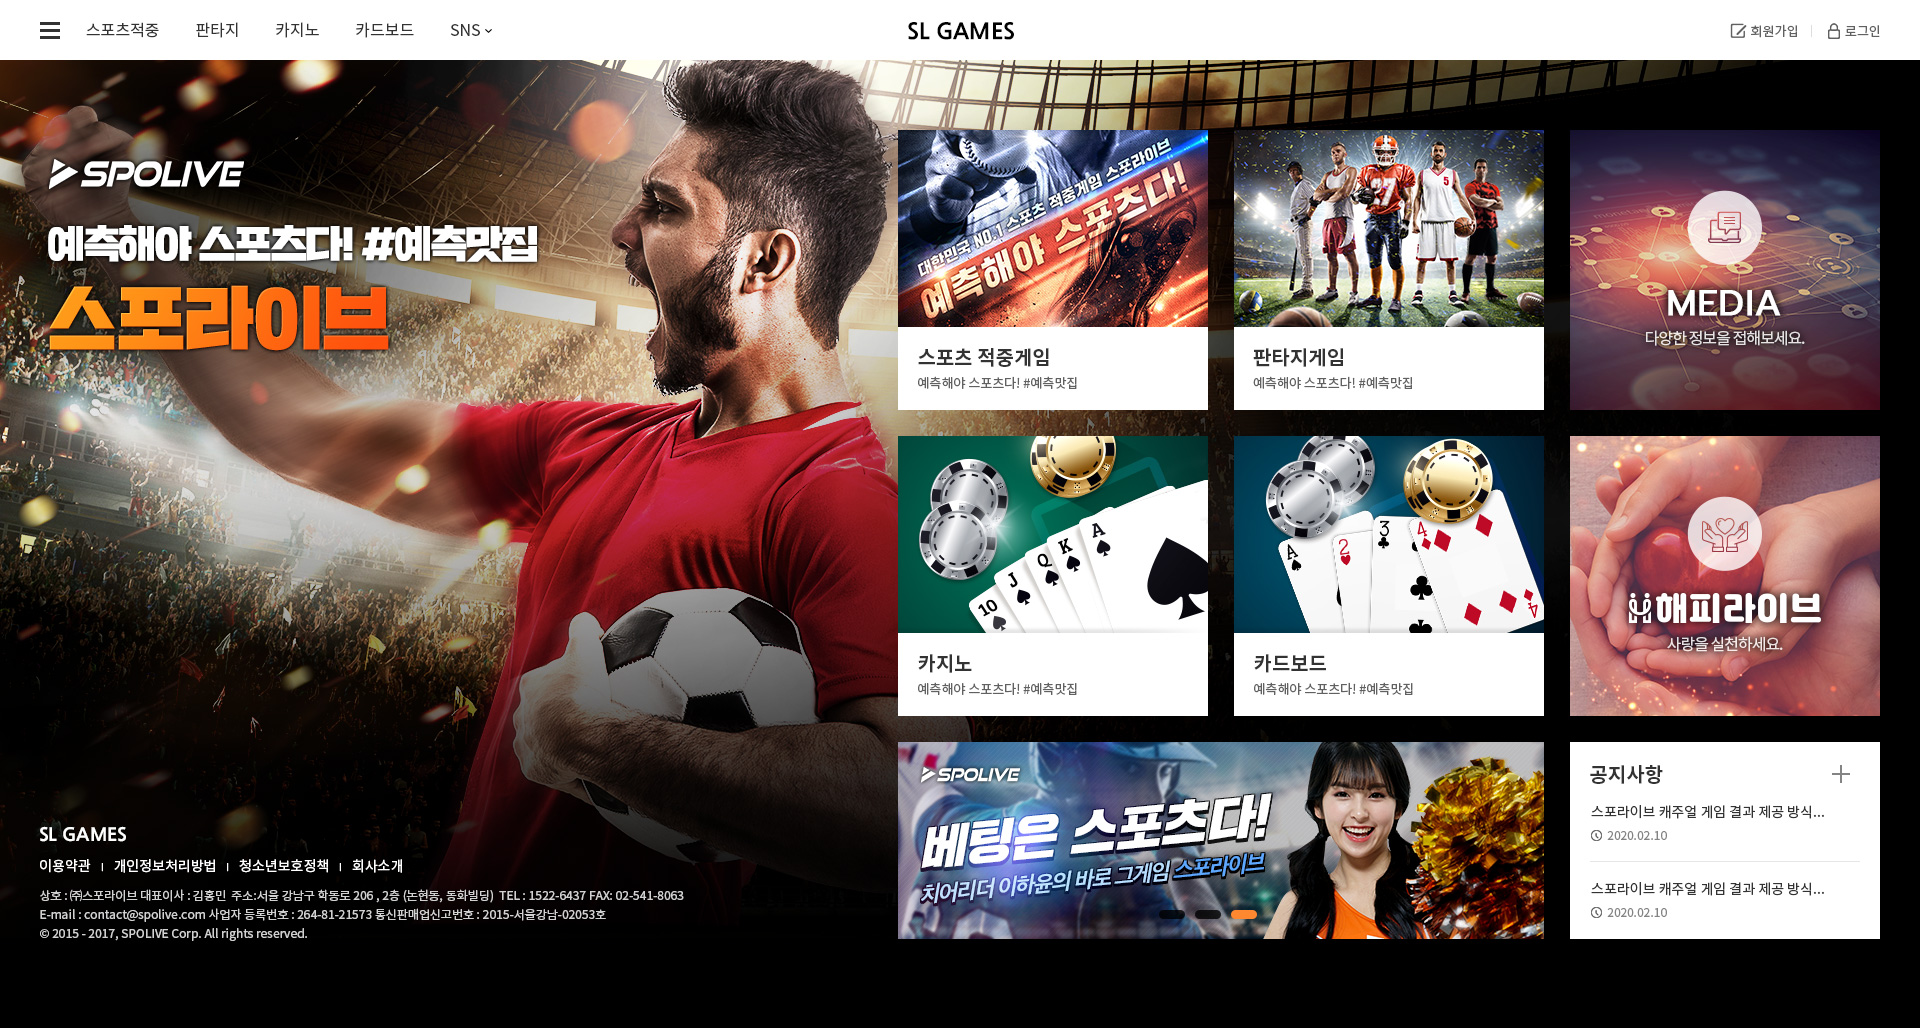 스포츠적중 판타지 카지노 카드보드 SNS
SL GAMES
회원가입 로그인
SPOLIVE
예측해야 스포츠다! #예측맛집
스포라이브
대한민국 NO.1 스포츠 적중게임 스포라이브
예측해야 스포츠다!
스포츠 적중게임
예측해야 스포츠다! #예측맛집
5
판타지게임
예측해야 스포츠다! #예측맛집
MEDIA
다양한 정보을 접해보세요.
10 J Q K A
카지노
예측해야 스포츠다! #예측맛집
A 2 3 4
4
카드보드
예측해야 스포츠다! #예측맛집
해피라이브
사랑을 실천하세요.
SPOLIVE
베팅은 스포츠다!
치어리더 이하윤의 바로 그게임 스포라이브
공지사항
스포라이브 캐주얼 게임 결과 제공 방식...
2020.02.10
스포라이브 캐주얼 게임 결과 제공 방식...
2020.02.10
SL GAMES
이용약관 개인정보처리방법 청소년보호정책 회사소개
상호 : ㈜스포라이브 대표이사 : 김홍민 주소:서울 강남구 학동로 206 , 2층 (논현동, 동화빌딩) TEL : 1522-6437 FAX: 02-541-8063
E-mail : contact@spolive.com 사업자 등록번호 : 264-81-21573 통신판매업신고번호 : 2015-서울강남-02053호
© 2015 - 2017, SPOLIVE Corp. All rights reserved.